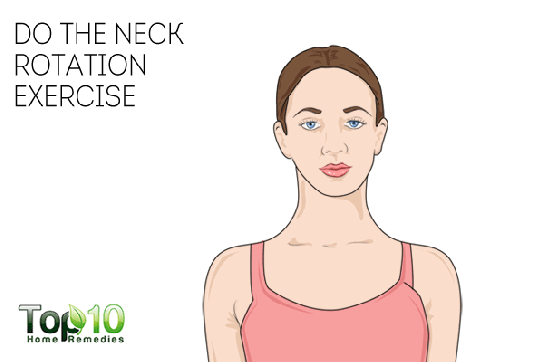 DO THE NECK
ROTATION
EXERCISE
Top10
Home Remedies